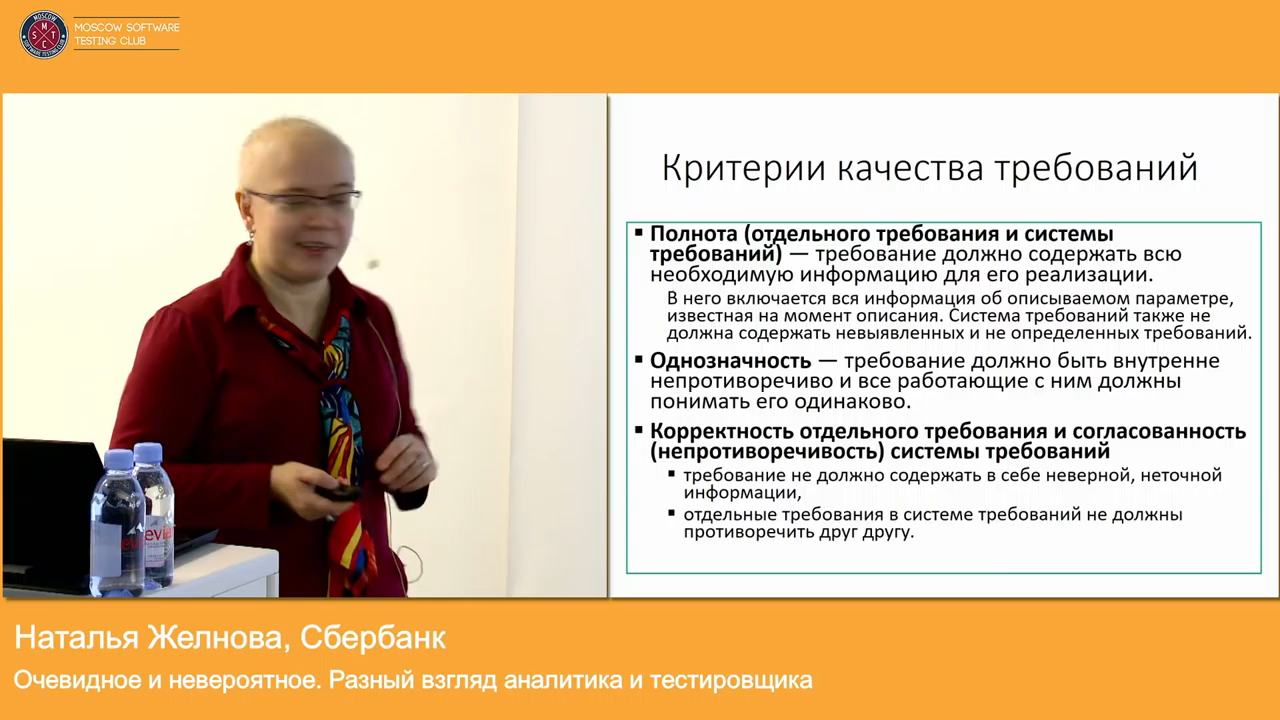 MOSCOW SOFTWARE
TESTING CLUB
Критерии качества требований
▪ Полнота (отдельного требования и системы
требований) — требование должно содержать всю
необходимую информацию для его реализации.
В него включается вся информация об описываемом параметре,
известная на момент описания. Система требований также не
должна содержать невыявленных и не определенных требований.
▪ Однозначность — требование должно быть внутренне
непротиворечиво и все работающие с ним должны
понимать его одинаково.
▪ Корректность отдельного требования и согласованность
(непротиворечивость) системы требований
▪ требование не должно содержать в себе неверной, неточной
информации,
▪ отдельные требования в системе требований не должны
противоречить друг другу.
evian
Наталья Желнова, Сбербанк
Очевидное и невероятное. Разный взгляд аналитика и тестировщика